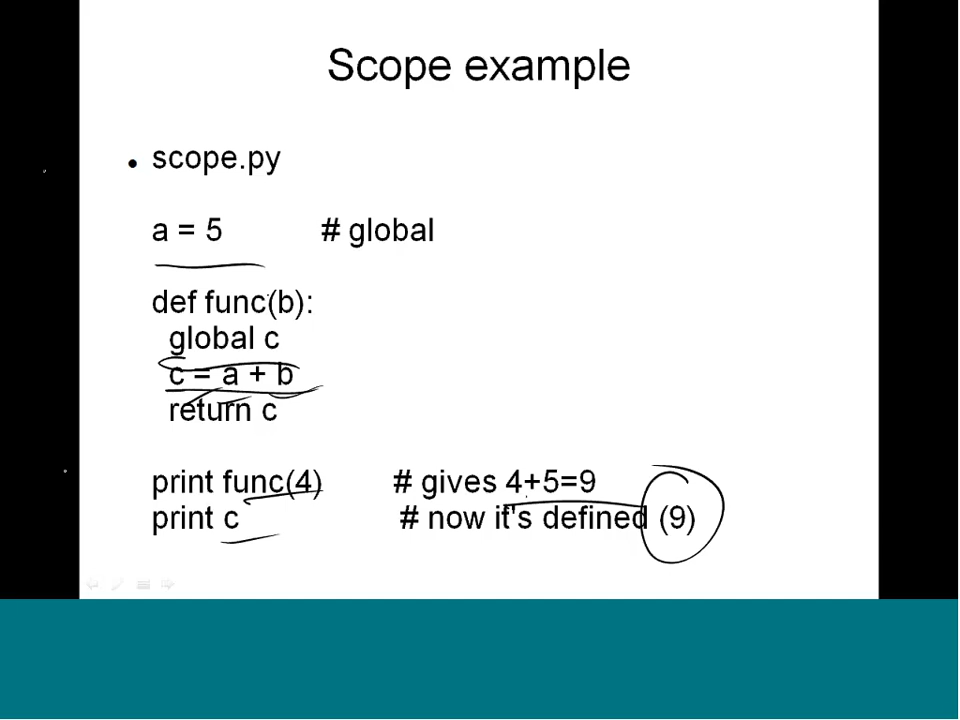 Scope example
• scope.py
a = 5 # global
def func(b):
global c
c = a + b
return c
print func(4) # gives 4+5=9
print c # now it's defined (9)